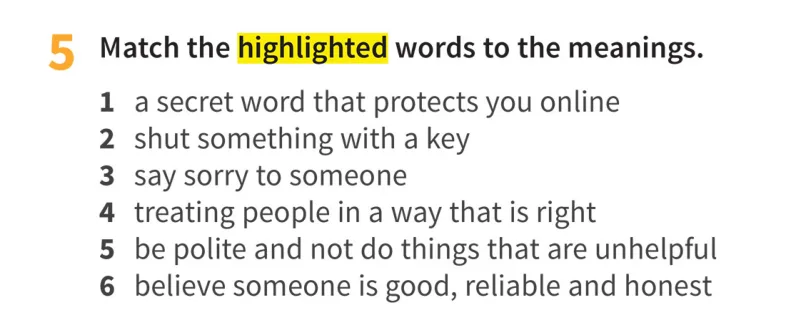 5 Match the highlighted words to the meanings.
1 a secret word that protects you online
2 shut something with a key
3 say sorry to someone
4 treating people in a way that is right
5 be polite and not do things that are unhelpful
6 believe someone is good, reliable and honest